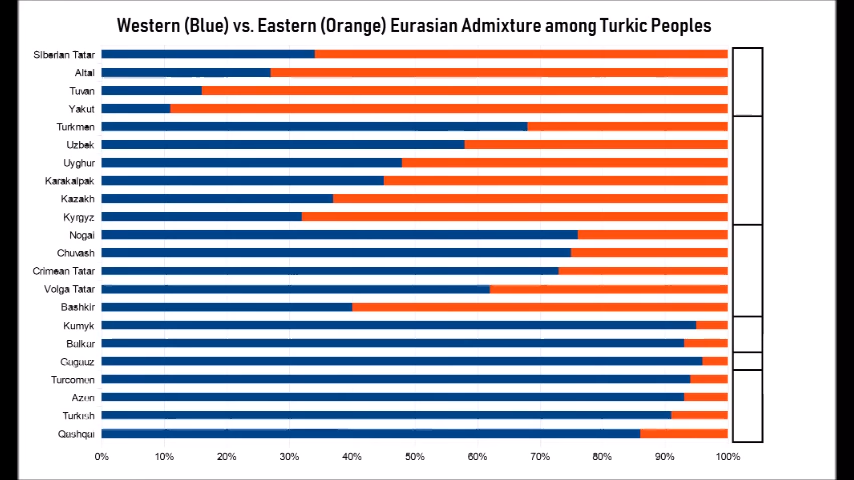 Western (Blue) vs. Eastern (Orange) Eurasian Admixture among Turkic Peoples
Siberian Tatar
Altai
Tuvan
Yakut
Turkmen
Uzbek
Uyghur
Karakalpak
Kazakh
Kyrgyz
Nogai
Chuvash
Crimean Tatar
Volga Tatar
Bashkir
Kumyk
Balkar
Gagauz
Turcomen
Azeri
Turkish
Qashqai
0% 10% 20% 30% 40% 50% 60% 70% 80% 90% 100%